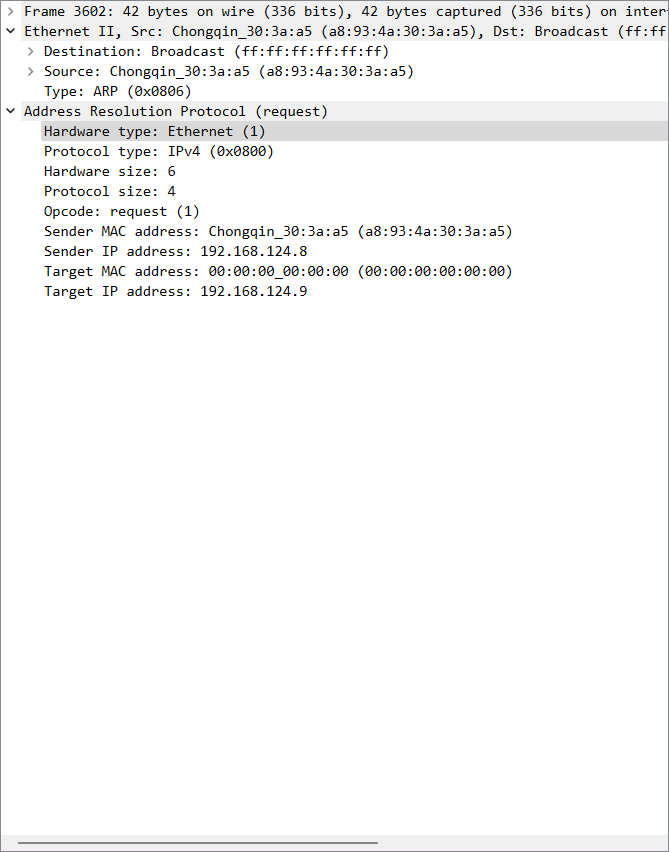 Frame 3602: 42 bytes on wire (336 bits), 42 bytes captured (336 bits) on inter
Ethernet II, Src: Chongqin_30:3a:a5 (a8:93:4a:30:3a:a5), Dst: Broadcast (ff:ff
Destination: Broadcast (ff:ff:ff:ff:ff:ff)
Source: Chongqin_30:3a:a5 (a8:93:4a:30:3a:a5)
Type: ARP (0x0806)
Address Resolution Protocol (request)
Hardware type: Ethernet (1)
Protocol type: IPv4 (0x0800)
Hardware size: 6
Protocol size: 4
Opcode: request (1)
Sender MAC address: Chongqin_30:3a:a5 (a8:93:4a:30:3a:a5)
Sender IP address: 192.168.124.8
Target MAC address: 00:00:00_00:00:00 (00:00:00:00:00:00)
Target IP address: 192.168.124.9